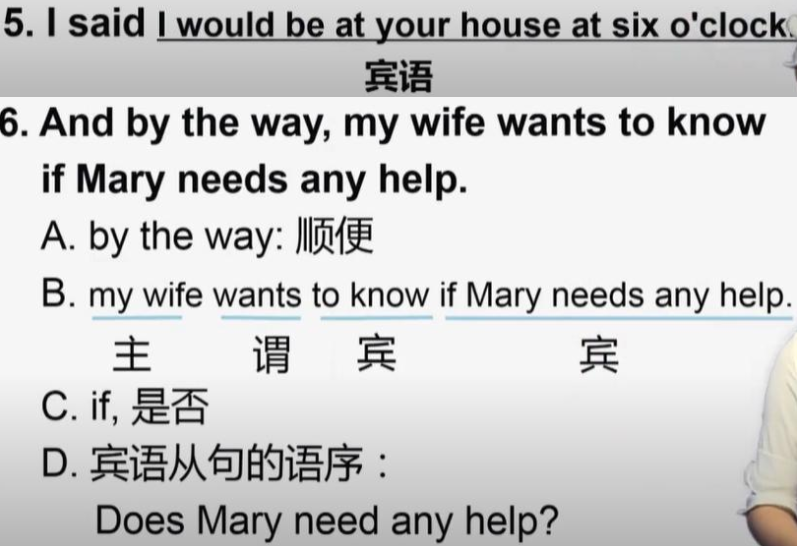 5. I said I would be at your house at six o'clock.
宾语
6. And by the way, my wife wants to know
if Mary needs any help.
A. by the way: 顺便
B. my wife wants to know if Mary needs any help.
主 谓 宾 宾
C. if, 是否
D. 宾语从句的语序：
Does Mary need any help?